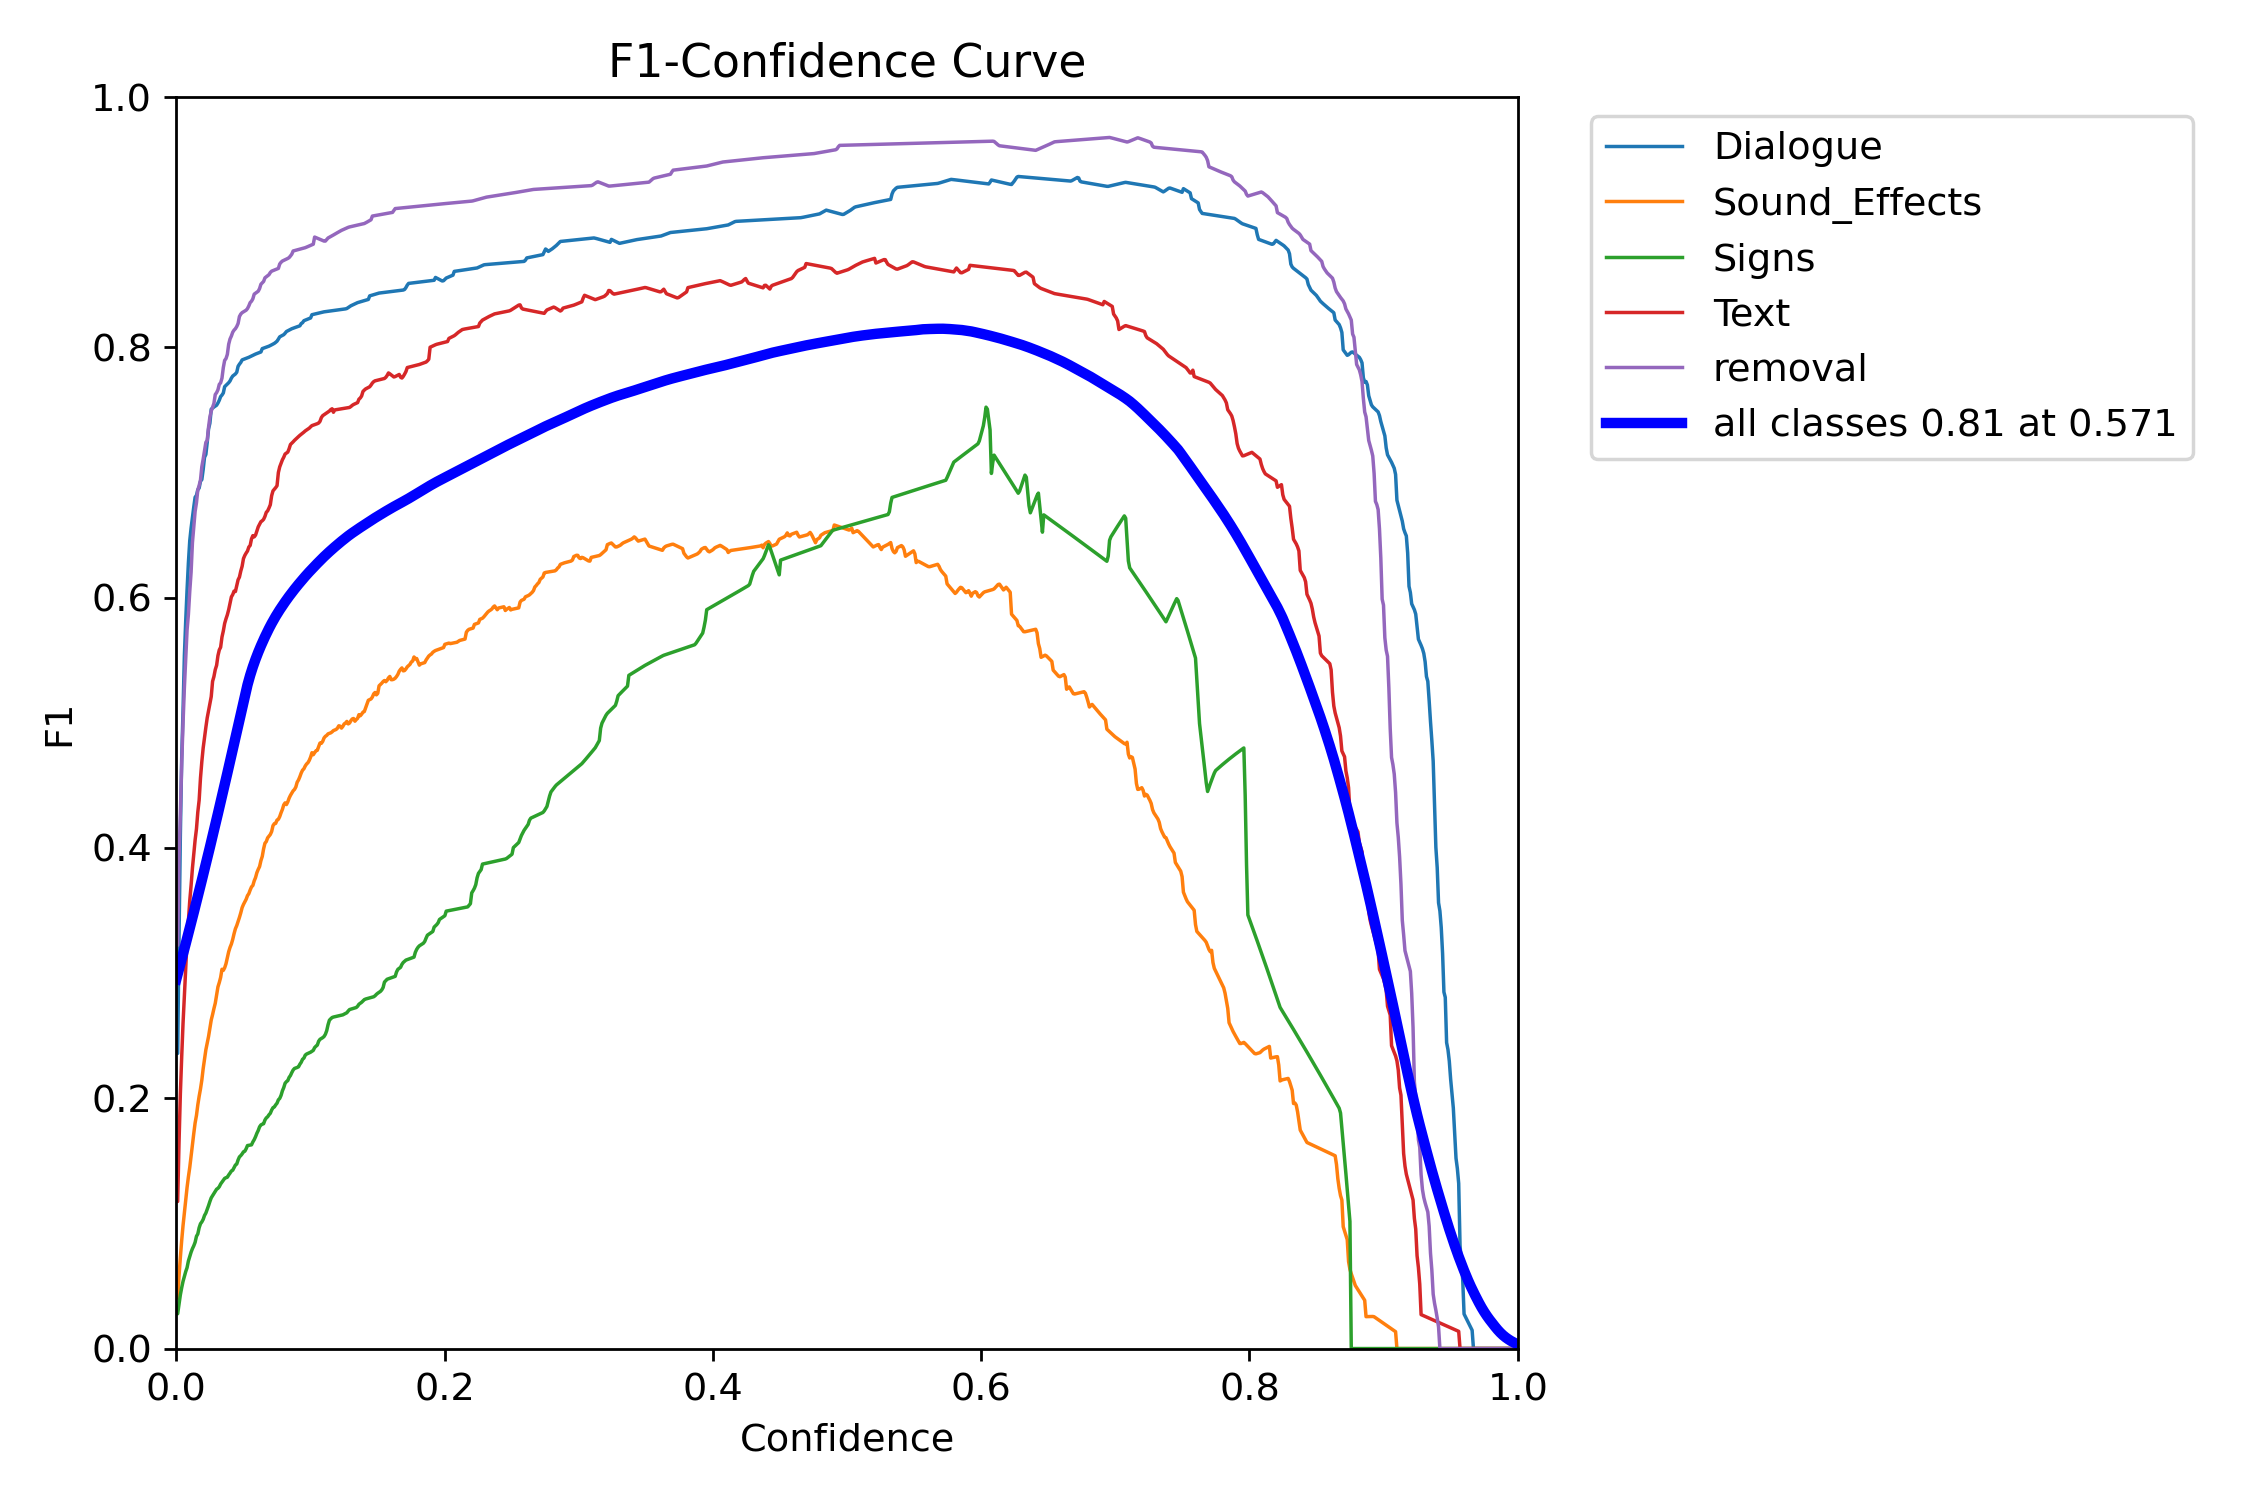 F1-Confidence Curve
1.0
0.8
0.6
0.4
0.2
0.0
F1
0.0 0.2 0.4 0.6 0.8 1.0
Confidence
Dialogue
Sound_Effects
Signs
Text
removal
all classes 0.81 at 0.571